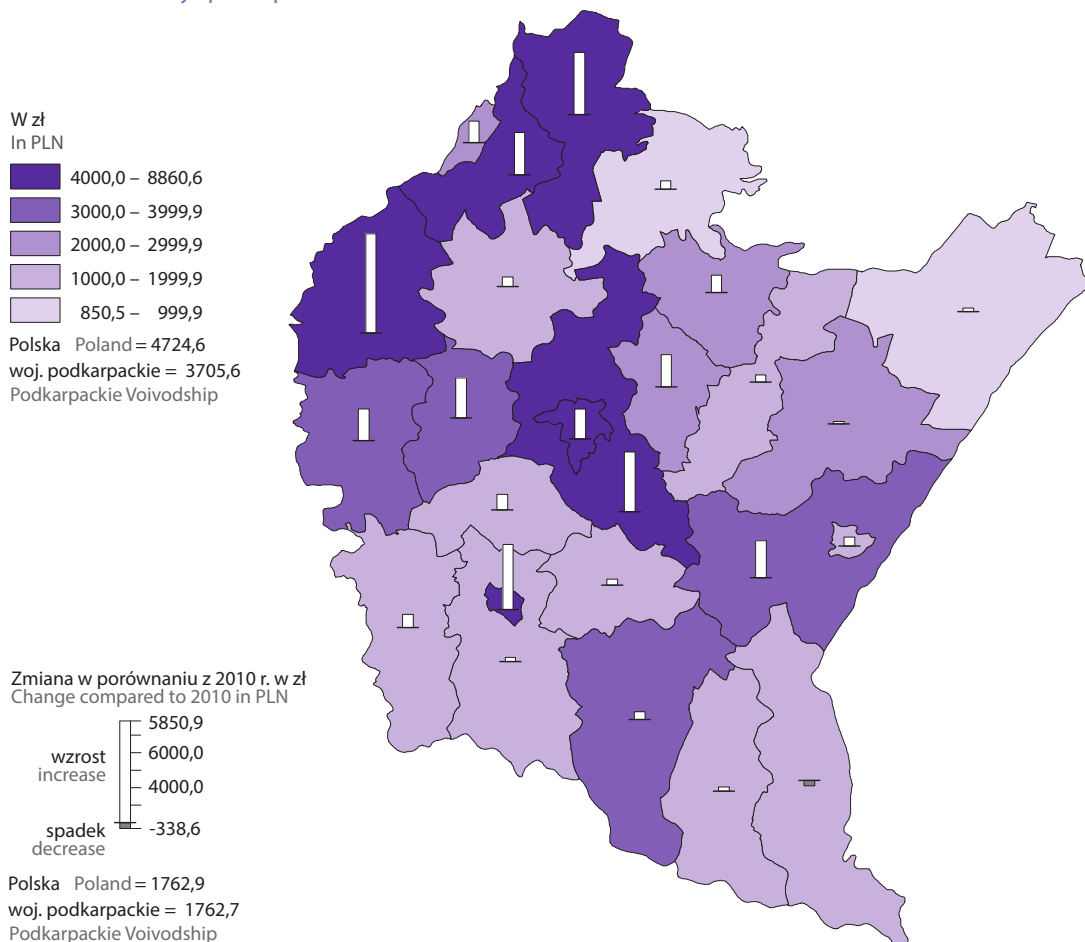 W zł
In PLN
4000,0 – 8860,6
3000,0 – 3999,9
2000,0 – 2999,9
1000,0 – 1999,9
850,5 – 999,9
Polska Poland = 4724,6
woj. podkarpackie = 3705,6
Podkarpackie Voivodship
Zmiana w porównaniu z 2010 r. w zł
Change compared to 2010 in PLN
5850,9
6000,0
4000,0
-338,6
wzrost
increase
spadek
decrease
Polska Poland = 1762,9
woj. podkarpackie = 1762,7
Podkarpackie Voivodship